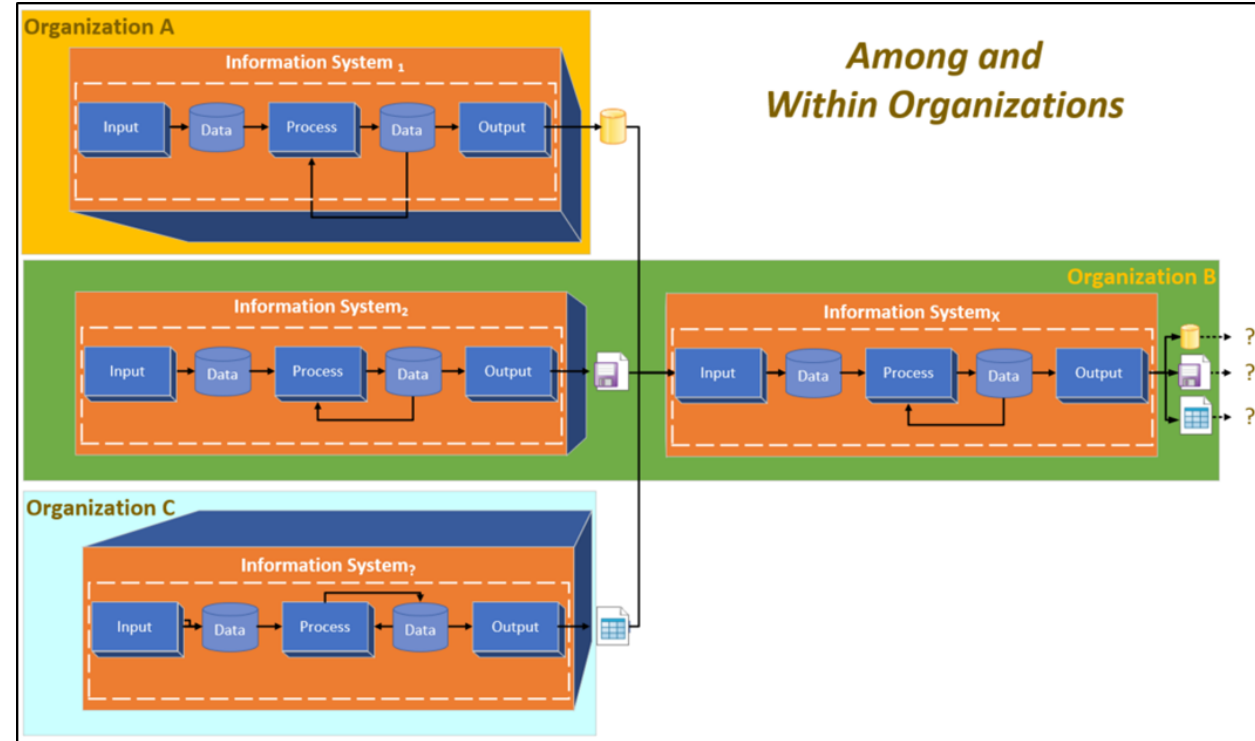 Organization A
Information System 1
Input
Data
Process
Data
Output
Among and
Within Organizations
Organization B
Information System2
Input
Data
Process
Data
Output
Information SystemX
Input
Data
Process
Data
Output
?
?
?
Organization C
Information System?
Input
Data
Process
Data
Output